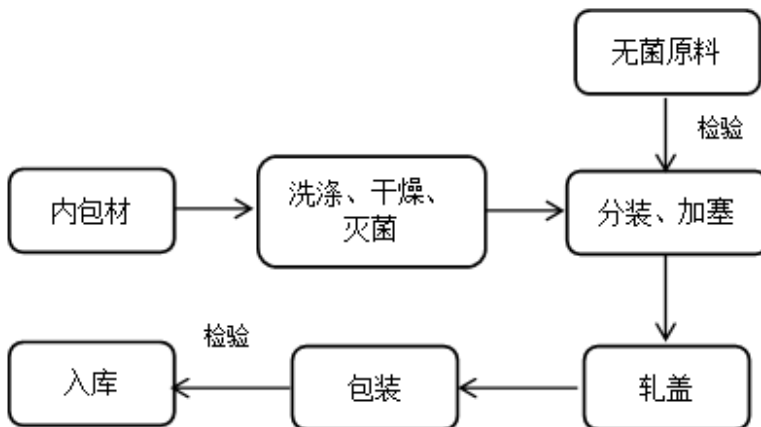 无菌原料
检验
内包材
洗涤、干燥、
灭菌
分装、加塞
检验
入库
包装
轧盖